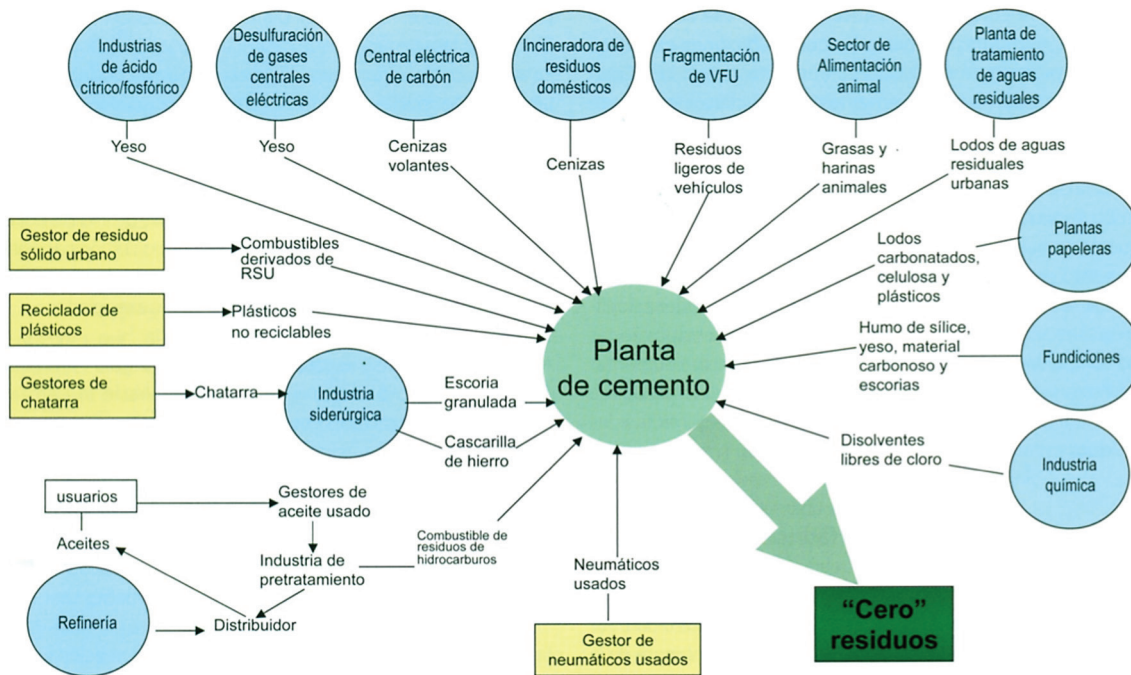 Industrias
de ácido
cítrico/fosfórico
Desulfuración
de gases
centrales
eléctricas
Central eléctrica
de carbón
Incineradora de
residuos
domésticos
Fragmentación
de VFU
Sector de
Alimentación
animal
Planta de
tratamiento
de aguas
residuales
Yeso
Yeso
Cenizas
volantes
Cenizas
Residuos
ligeros de
vehículos
Grasas y
harinas
animales
Lodos de aguas
residuales
urbanas
Gestor de residuo
sólido urbano
Combustibles
derivados de
RSU
Lodos
carbonatados,
celulosa y
plásticos
Plantas
papeleras
Reciclador de
plásticos
Plásticos
no reciclables
Planta
de cemento
Humo de sílice,
yeso, material
carbonoso y
escorias
Fundiciones
Gestores de
chatarra
Chatarra
Industria
siderúrgica
Escoria
granulada
Cascarilla
de hierro
Disolventes
libres de cloro
Industria
química
usuarios
Gestores de
aceite usado
Aceites
Industria de
pretratamiento
Combustible de
residuos de
hidrocarburos
Neumáticos
usados
Refinería
Distribuidor
Gestor de
neumáticos usados
“Cero”
residuos